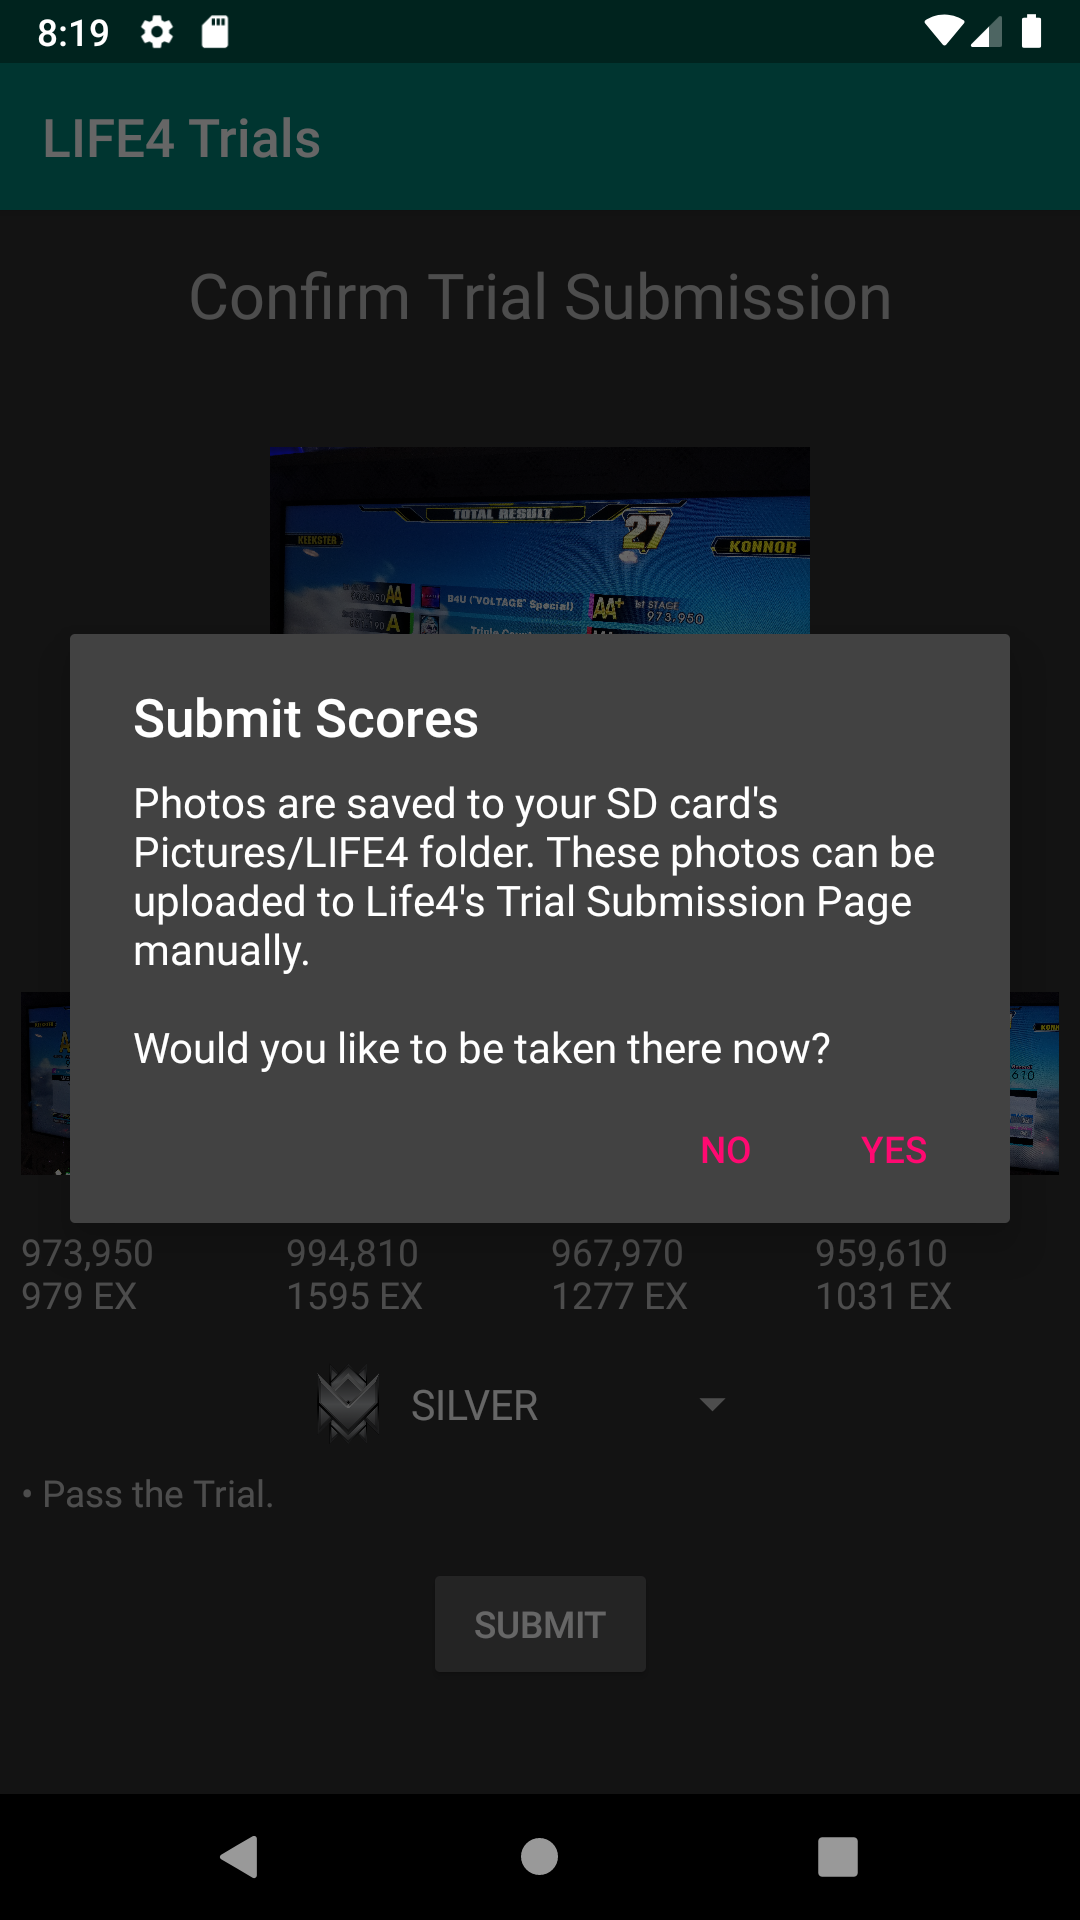 8:19
LIFE4 Trials
Confirm Trial Submission
TOTAL RESULT
27
KEEKSTER
KONNOR
AA
B4U ("VOLTAGE" Special)
AA+
1st STAGE
973,950
A
Submit Scores
Photos are saved to your SD card's
Pictures/LIFE4 folder. These photos can be
uploaded to Life4's Trial Submission Page
manually.
Would you like to be taken there now?
NO
YES
973,950
979 EX
994,810
1595 EX
967,970
1277 EX
959,610
1031 EX
SILVER
• Pass the Trial.
SUBMIT